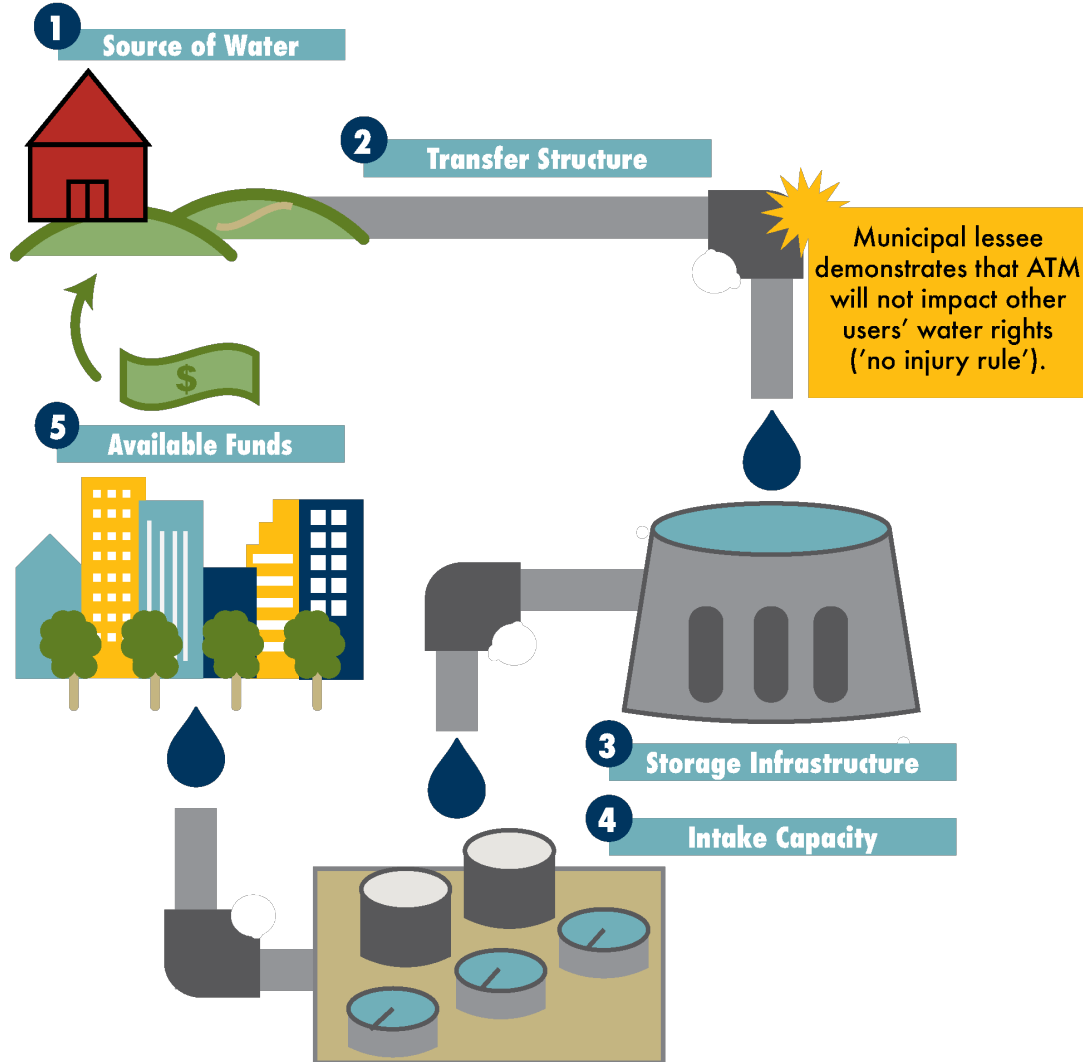 1
Source of Water
2
Transfer Structure
Municipal lessee
demonstrates that ATM
will not impact other
users’ water rights
(’no injury rule’).
$
5
Available Funds
3
Storage Infrastructure
4
Intake Capacity